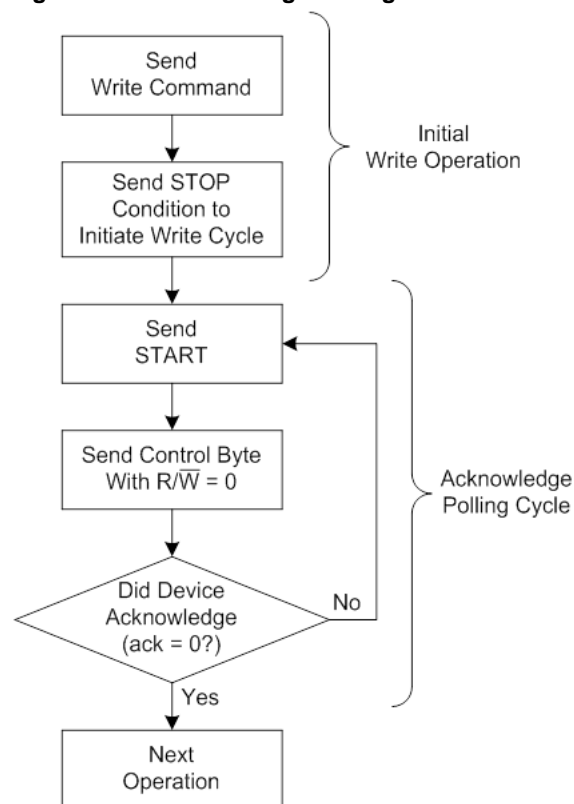 Send
Write Command
Initial
Write Operation
Send STOP
Condition to
Initiate Write Cycle
Send
START
Send Control Byte
With R/W̅ = 0
Acknowledge
Polling Cycle
Did Device
Acknowledge
(ack = 0?)
No
Yes
Next
Operation